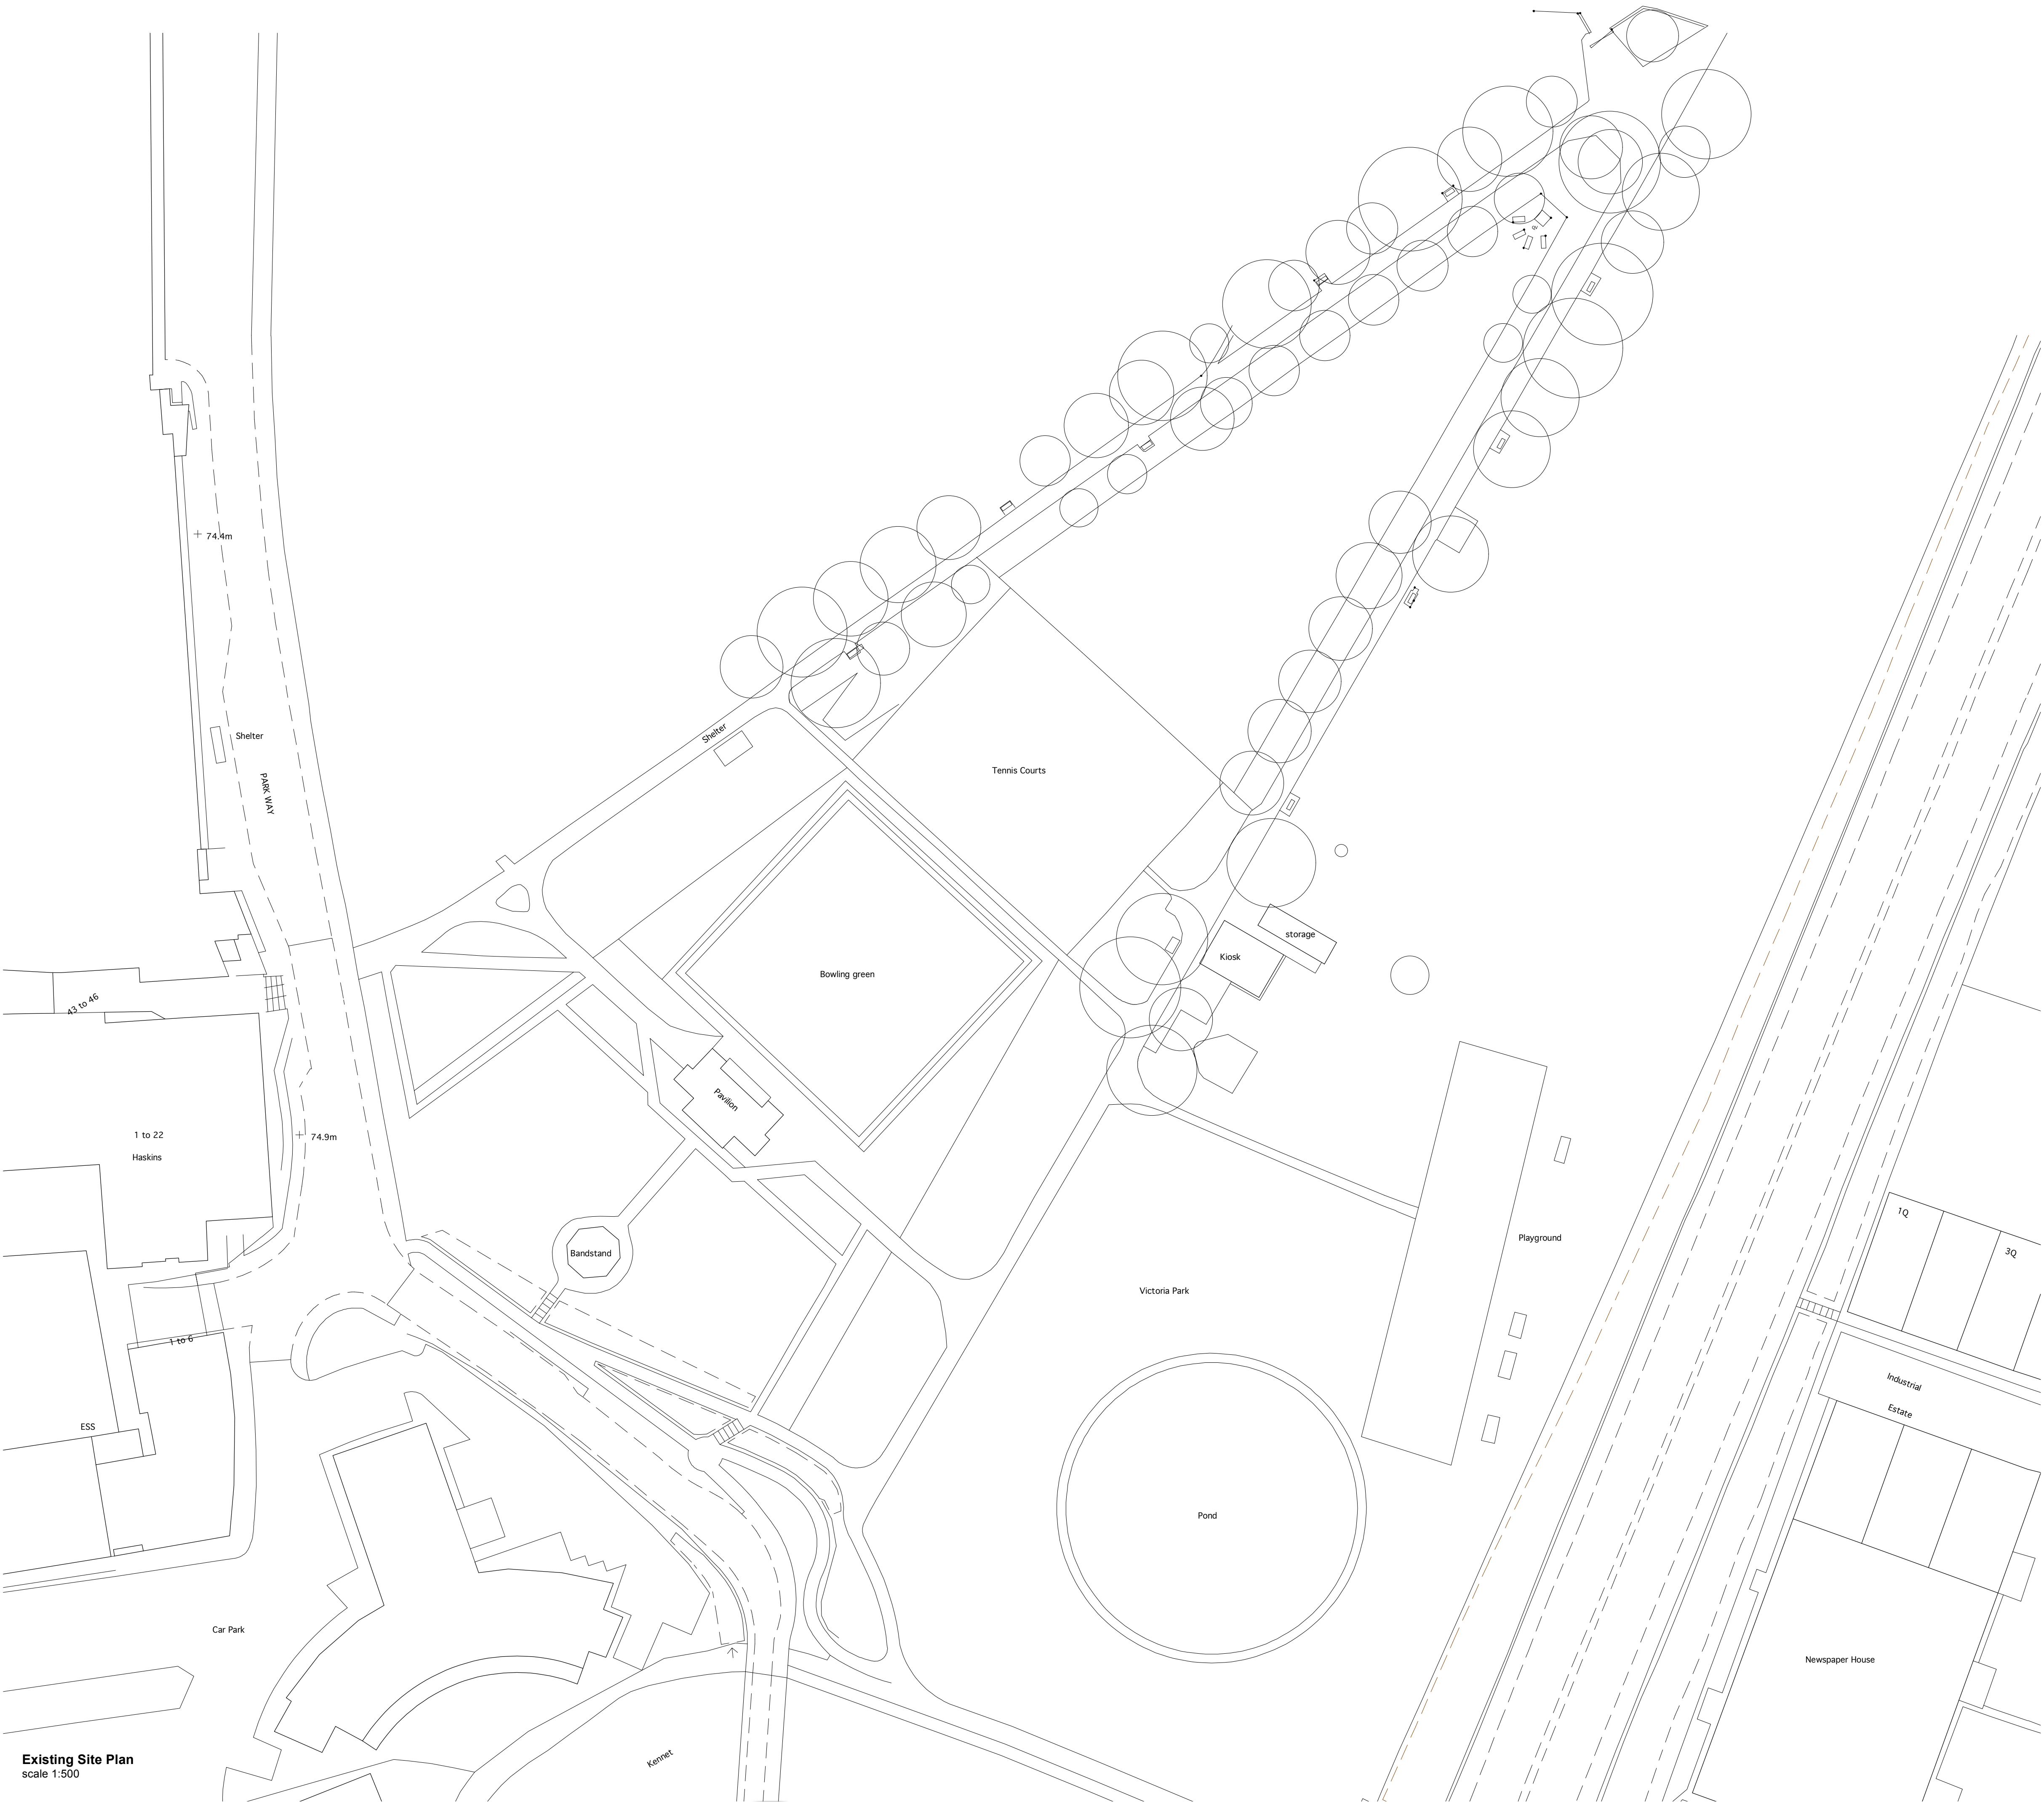 QV
74.4m
Shelter
Shelter
PARK WAY
Tennis Courts
storage
Kiosk
Bowling green
43 to 46
Pavilion
1 to 22
Haskins
74.9m
1Q
3Q
Playground
Bandstand
Victoria Park
1 to 6
Industrial
Estate
ESS
Pond
Car Park
Newspaper House
Kennet
Existing Site Plan
scale 1:500